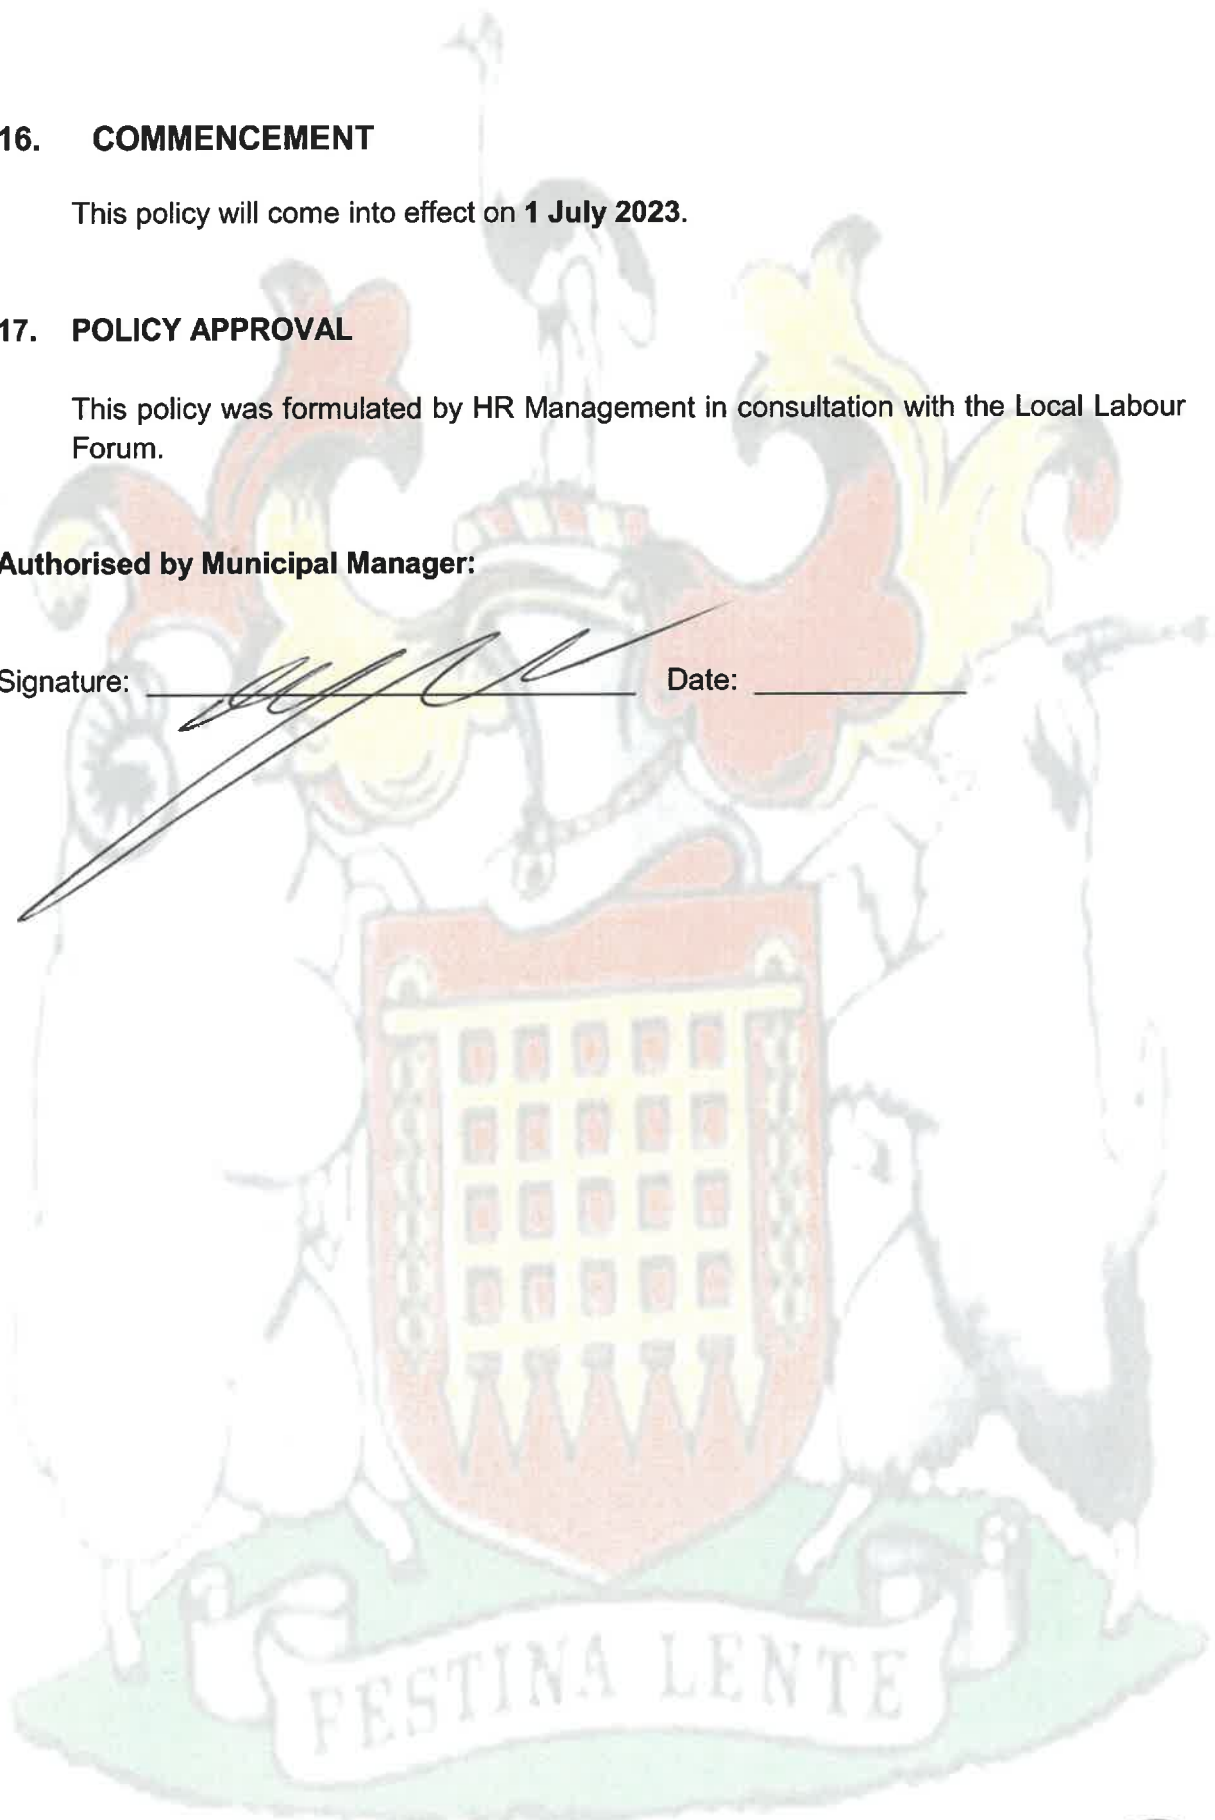 16. COMMENCEMENT
This policy will come into effect on 1 July 2023.
17. POLICY APPROVAL
This policy was formulated by HR Management in consultation with the Local Labour
Forum.
Authorised by Municipal Manager:
Signature: Date:
FESTINA LENTE